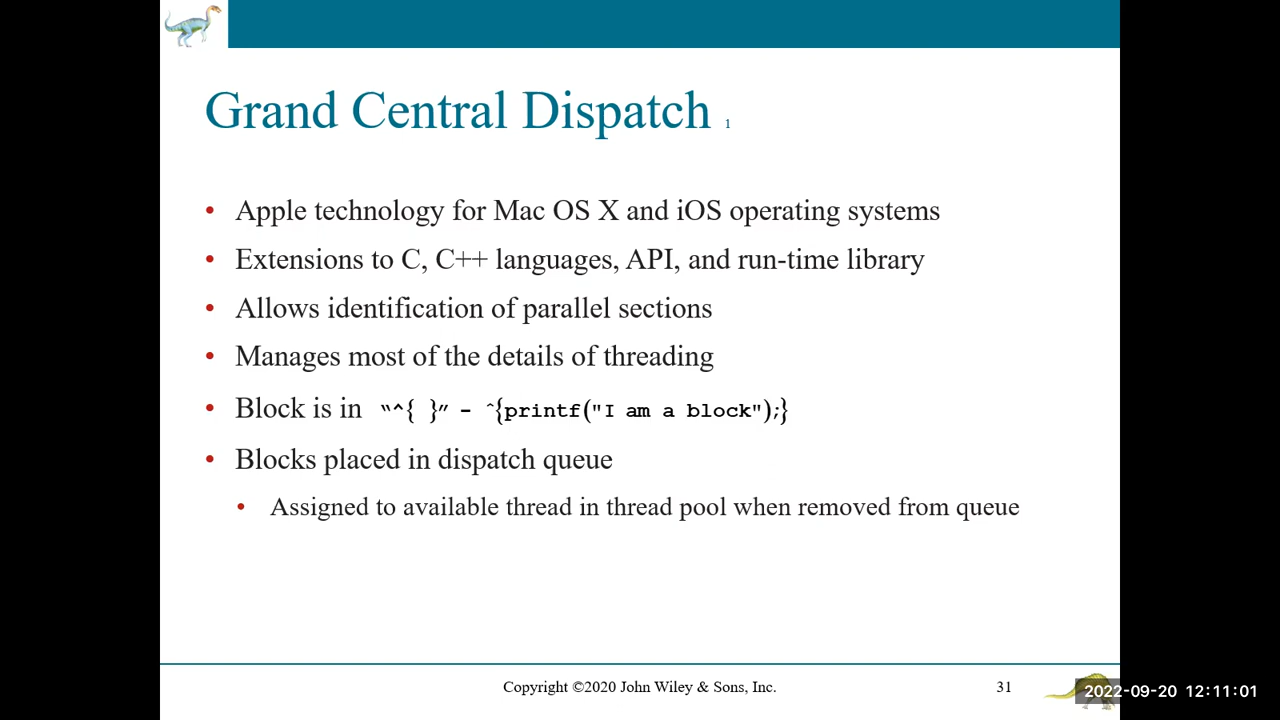 Grand Central Dispatch 1
• Apple technology for Mac OS X and iOS operating systems
• Extensions to C, C++ languages, API, and run-time library
• Allows identification of parallel sections
• Manages most of the details of threading
• Block is in “^{ }” - ˆ{printf("I am a block");}
• Blocks placed in dispatch queue
• Assigned to available thread in thread pool when removed from queue
Copyright ©2020 John Wiley & Sons, Inc.
31
2022-09-20 12:11:01